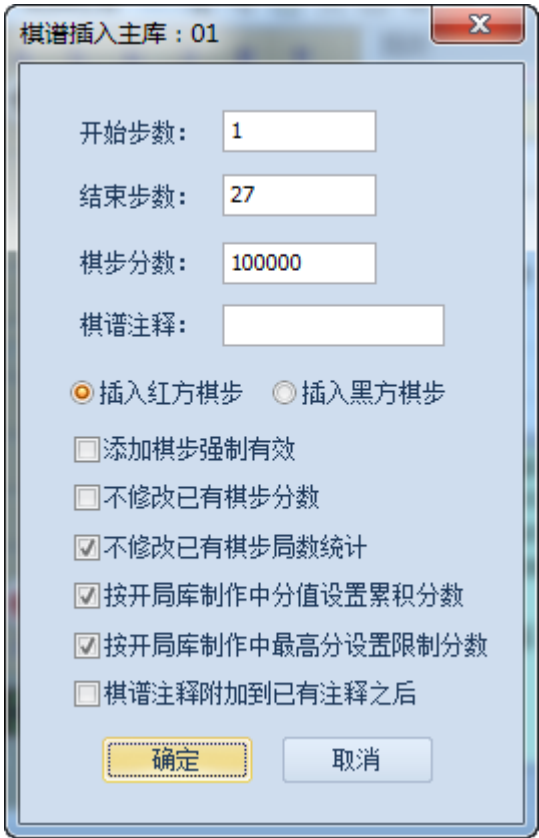 棋谱插入主库：01
开始步数： 1
结束步数： 27
棋步分数： 100000
棋谱注释：
插入红方棋步 插入黑方棋步
添加棋步强制有效
不修改已有棋步分数
不修改已有棋步局数统计
按开局库制作中分值设置累积分数
按开局库制作中最高分设置限制分数
棋谱注释附加到已有注释之后
确定 取消